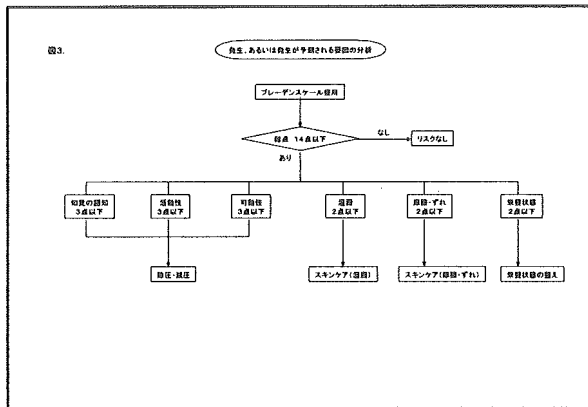 図3.
発生、あるいは発生が予測される要因の分析
ブレーデンスケール使用
14点以下
なし
リスクなし
あり
知覚の認知
3点以下
活動性
3点以下
可動性
3点以下
湿潤
2点以下
摩擦・ずれ
2点以下
栄養状態
2点以下
除圧・減圧
スキンケア(湿潤)
スキンケア(摩擦・ずれ)
栄養状態の整え